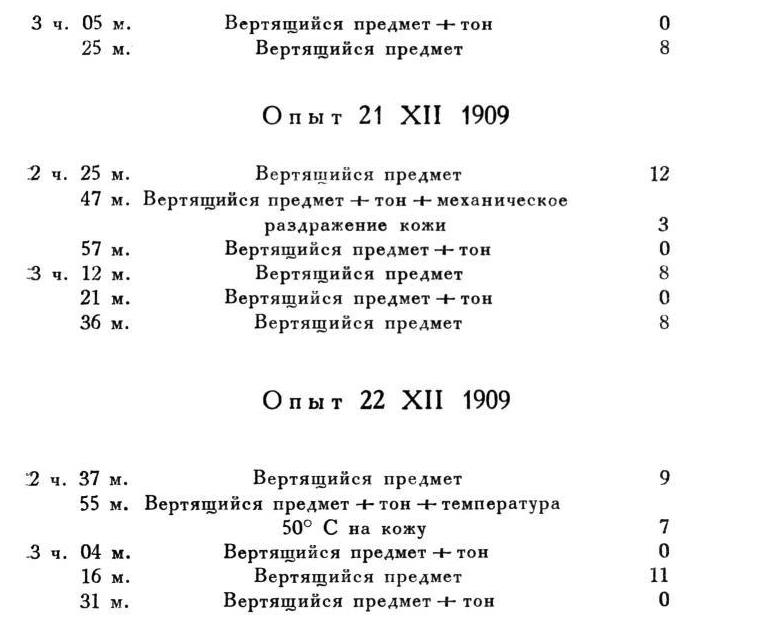 3 ч. 05 м. Вертящийся предмет + тон 0
25 м. Вертящийся предмет 8
Опыт 21 XII 1909
2 ч. 25 м. Вертящийся предмет 12
47 м. Вертящийся предмет + тон + механическое
раздражение кожи 3
57 м. Вертящийся предмет + тон 0
3 ч. 12 м. Вертящийся предмет 8
21 м. Вертящийся предмет + тон 0
36 м. Вертящийся предмет 8
Опыт 22 XII 1909
2 ч. 37 м. Вертящийся предмет 9
55 м. Вертящийся предмет + тон + температура
50° С на кожу 7
3 ч. 04 м. Вертящийся предмет + тон 0
16 м. Вертящийся предмет 11
31 м. Вертящийся предмет + тон 0